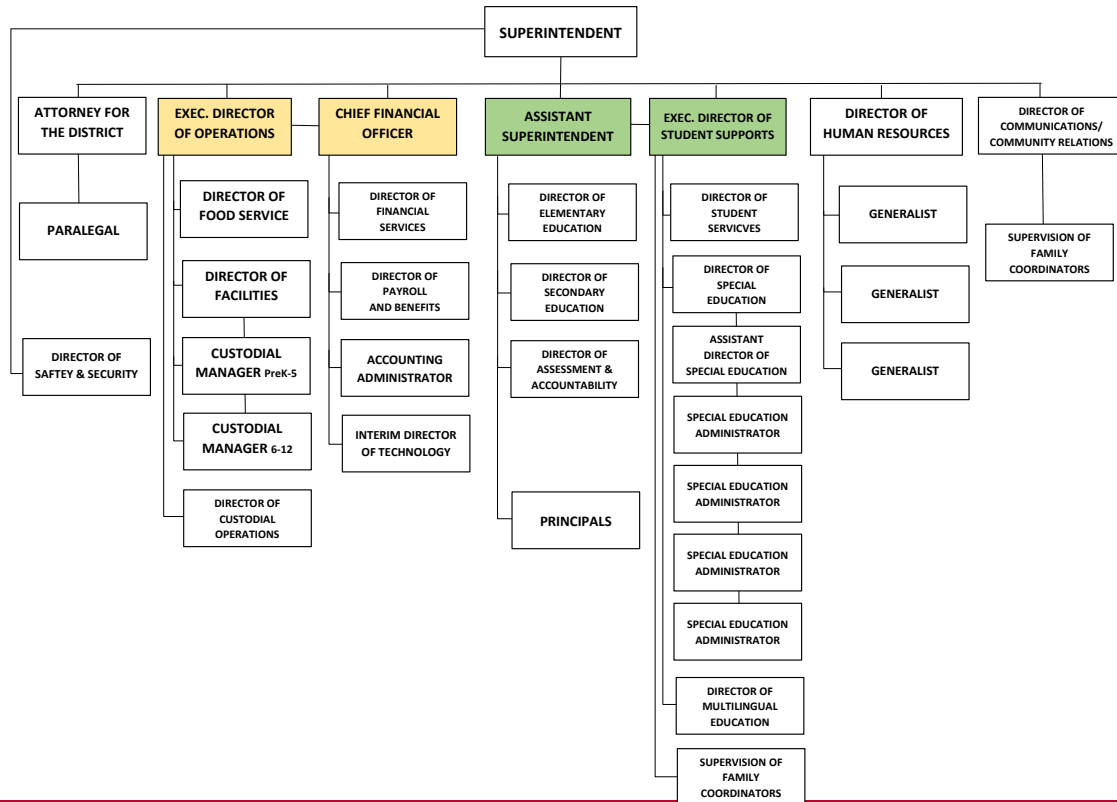 SUPERINTENDENT
ATTORNEY FOR
THE DISTRICT
EXEC. DIRECTOR
OF OPERATIONS
CHIEF FINANCIAL
OFFICER
ASSISTANT
SUPERINTENDENT
EXEC. DIRECTOR OF
STUDENT SUPPORTS
DIRECTOR OF
HUMAN RESOURCES
DIRECTOR OF
COMMUNICATIONS/
COMMUNITY RELATIONS
PARALEGAL
DIRECTOR OF
SAFTEY & SECURITY
DIRECTOR OF
FOOD SERVICE
DIRECTOR OF
FACILITIES
CUSTODIAL
MANAGER PreK-5
CUSTODIAL
MANAGER 6-12
DIRECTOR OF
CUSTODIAL
OPERATIONS
DIRECTOR OF
FINANCIAL
SERVICES
DIRECTOR OF
PAYROLL
AND BENEFITS
ACCOUNTING
ADMINISTRATOR
INTERIM DIRECTOR
OF TECHNOLOGY
DIRECTOR OF
ELEMENTARY
EDUCATION
DIRECTOR OF
SECONDARY
EDUCATION
DIRECTOR OF
ASSESSMENT &
ACCOUNTABILITY
PRINCIPALS
DIRECTOR OF
STUDENT
SERVICVES
DIRECTOR OF
SPECIAL
EDUCATION
ASSISTANT
DIRECTOR OF
SPECIAL EDUCATION
SPECIAL EDUCATION
ADMINISTRATOR
SPECIAL EDUCATION
ADMINISTRATOR
SPECIAL EDUCATION
ADMINISTRATOR
SPECIAL EDUCATION
ADMINISTRATOR
DIRECTOR OF
MULTILINGUAL
EDUCATION
SUPERVISION OF
FAMILY
COORDINATORS
GENERALIST
GENERALIST
GENERALIST
SUPERVISION OF
FAMILY
COORDINATORS